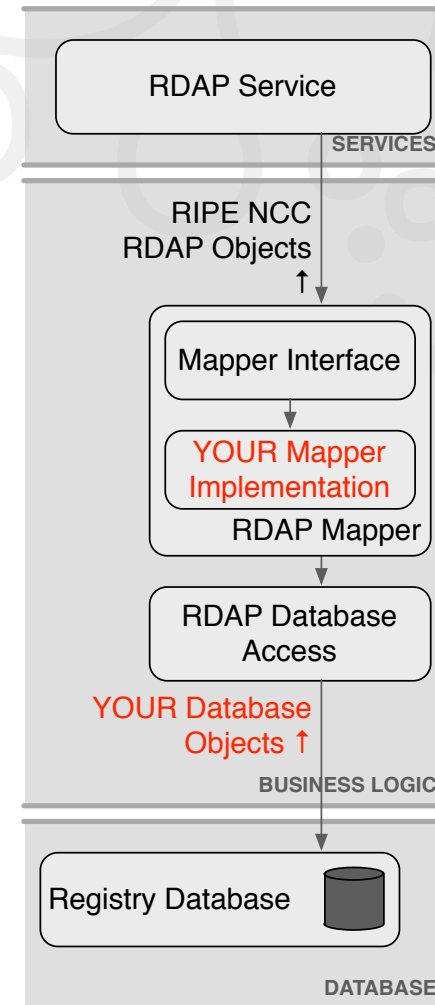 RDAP Service
SERVICES
RIPE NCC
RDAP Objects
↑
Mapper Interface
YOUR Mapper
Implementation
RDAP Mapper
RDAP Database
Access
YOUR Database
Objects ↑
BUSINESS LOGIC
Registry Database
DATABASE